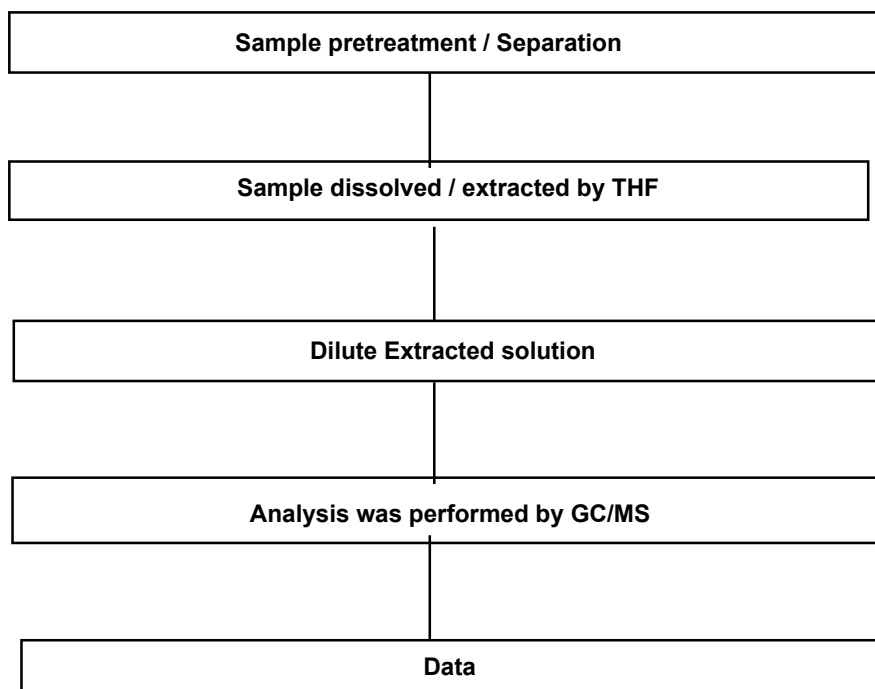 Sample pretreatment / Separation
Sample dissolved / extracted by THF
Dilute Extracted solution
Analysis was performed by GC/MS
Data